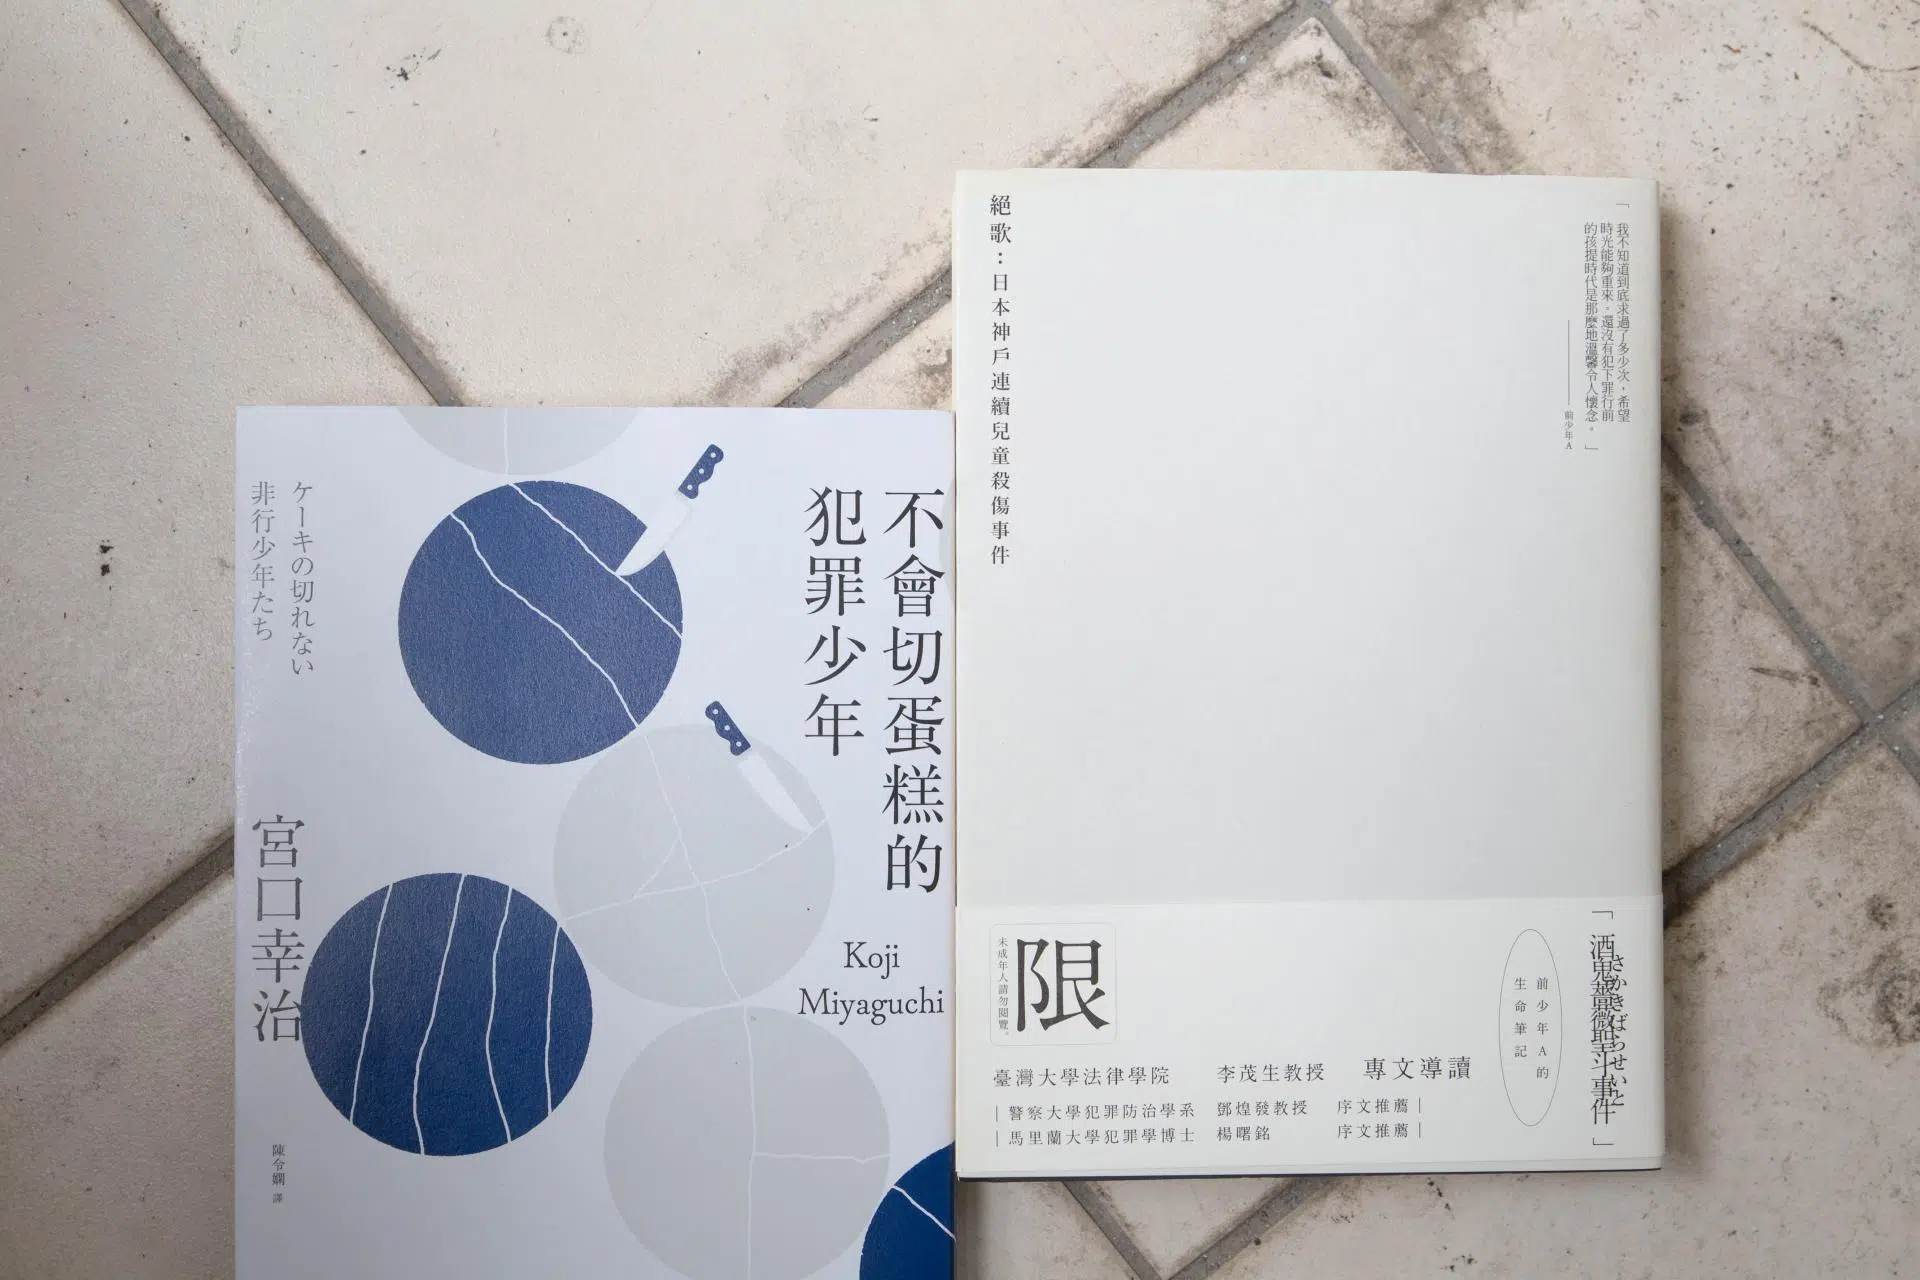 不會切蛋糕的
犯罪少年
ケーキの切れない
非行少年たち
宮口幸治
Koji
Miyaguchi
陳令嫻 譯
「我不知道到底求過了多少次，希望
時光能夠重來。還沒有犯下罪行前
的孩提時代是那麼地溫馨令人懷念。」
——前少年A
絕歌：日本神戶連續兒童殺傷事件
「酒鬼薔薇聖斗事件」
さかきばらせいと
前少年A的
生命筆記
限
未成年人請勿閱覽。
臺灣大學法律學院 李茂生教授 專文導讀
｜警察大學犯罪防治學系 鄧煌發教授 序文推薦｜
｜馬里蘭大學犯罪學博士 楊曙銘 序文推薦｜